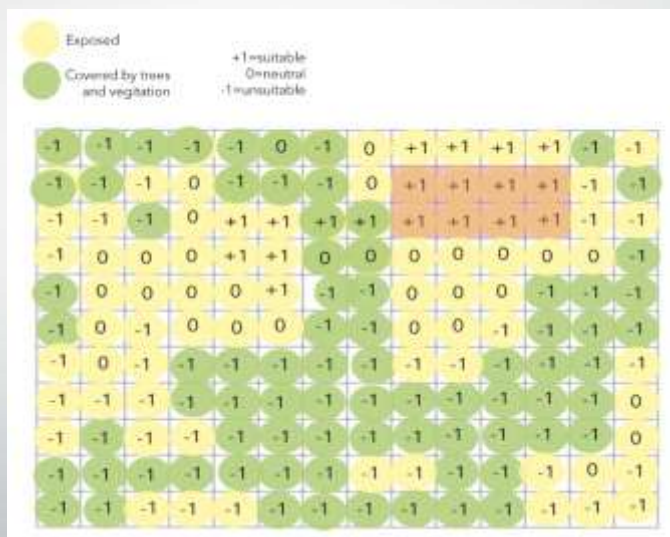 Exposed
+1=suitable
0=neutral
-1=unsuitable
Covered by trees
and vegitation
-1 -1 -1 -1 -1 0 -1 0 +1 +1 +1 +1 -1 -1
-1 -1 -1 0 -1 -1 -1 0 +1 +1 +1 +1 -1 -1
-1 -1 -1 0 +1 +1 +1 +1 +1 +1 +1 +1 -1 -1
-1 0 0 0 +1 +1 0 0 0 0 0 0 0 -1
-1 0 0 0 0 +1 -1 -1 0 0 0 -1 -1 -1
-1 0 -1 0 0 0 -1 -1 0 0 -1 -1 -1 -1
-1 0 -1 -1 -1 -1 -1 -1 -1 -1 -1 -1 -1 -1
-1 -1 -1 -1 -1 -1 -1 -1 -1 -1 -1 -1 -1 0
-1 -1 -1 -1 -1 -1 -1 -1 -1 -1 -1 -1 -1 0
-1 -1 -1 -1 -1 -1 -1 -1 -1 -1 -1 -1 0 -1
-1 -1 -1 -1 -1 -1 -1 -1 -1 -1 -1 -1 -1 -1